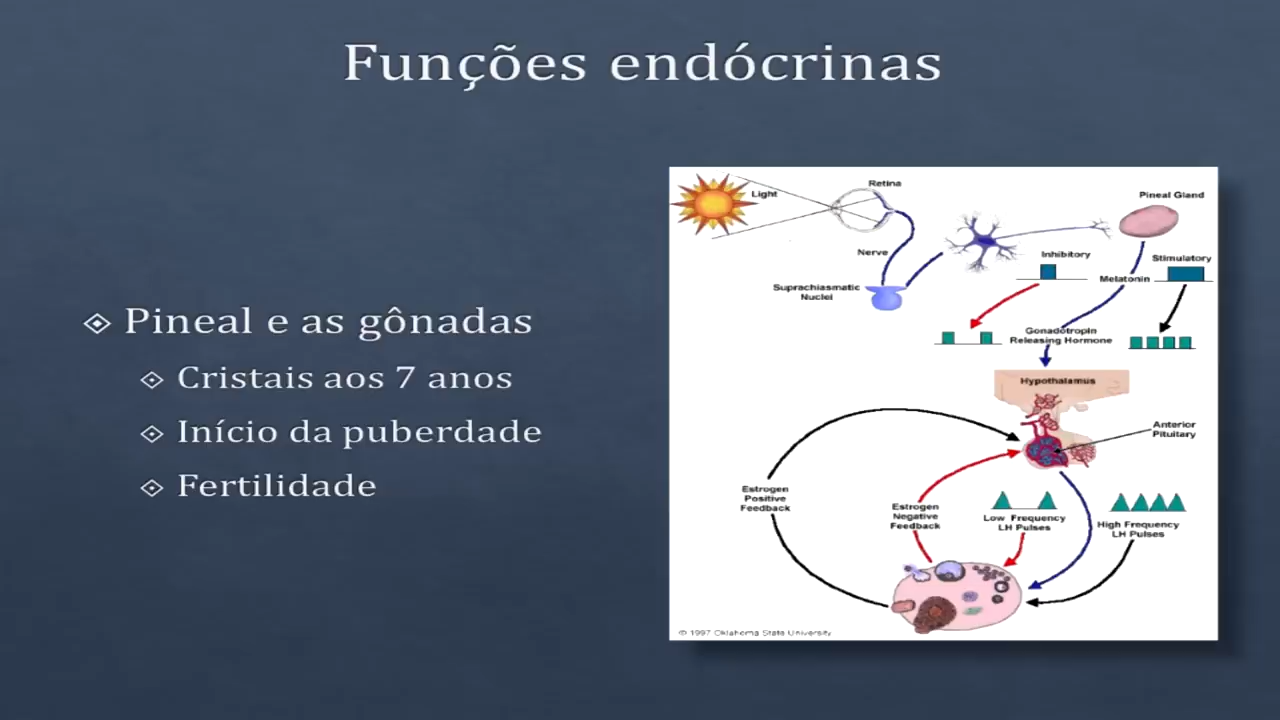 Funções endócrinas
Pineal e as gônadas
Cristais aos 7 anos
Início da puberdade
Fertilidade
Light
Retina
Pineal Gland
Nerve
Inhibitory
Stimulatory
Melatonin
Suprachiasmatic
Nuclei
Gonadotropin
Releasing Hormone
Hypothalamus
Anterior
Pituitary
Estrogen
Positive
Feedback
Estrogen
Negative
Feedback
Low Frequency
LH Pulses
High Frequency
LH Pulses
© 1997 Oklahoma State University